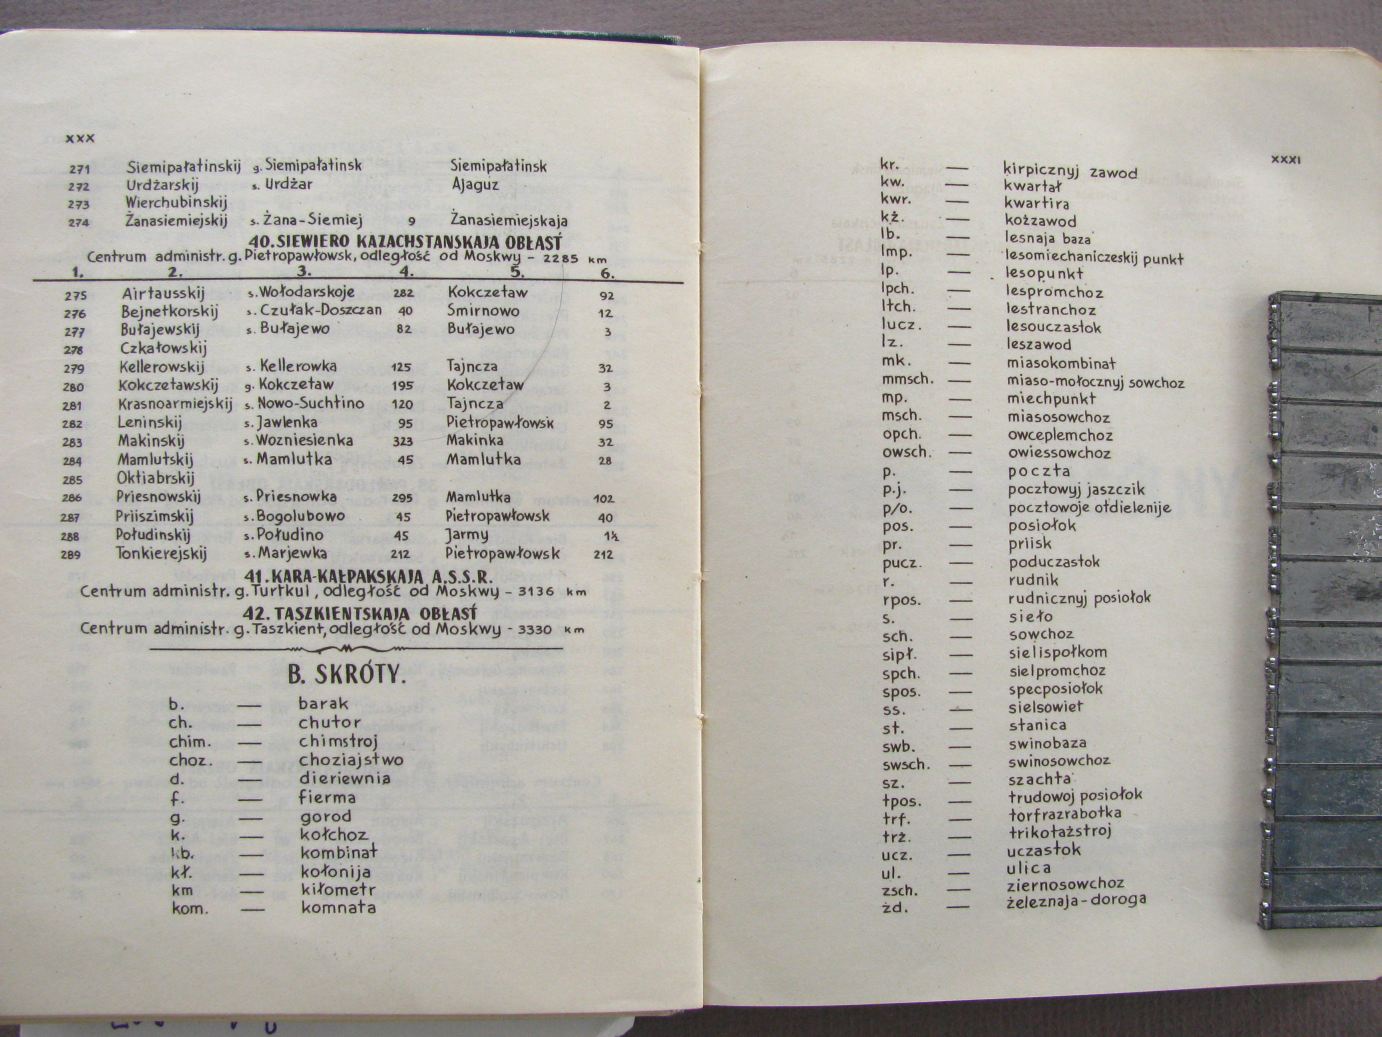 xxx
271 Siemipałatinskij g. Siemipałatinsk Siemipałatinsk
272 Urdżarskij s. Urdżar Ajaguz
273 Wierchubinskij
274 Żanasiemiejskij s. Żana-Siemiej 9 Żanasiemiejskaja
40. SIEWIERO KAZACHSTANSKAJA OBŁAST́
Centrum administr. g. Pietropawłowsk, odległość od Moskwy - 2285 km
1. 2. 3. 4. 5. 6.
275 Airtausskij s. Wołodarskoje 282 Kokczetaw 92
276 Bejnetkorskij s. Czułak-Doszczan 40 Smirnowo 12
277 Bułajewskij s. Bułajewo 82 Bułajewo 3
278 Czkałowskij
279 Kellerowskij s. Kellerowka 125 Tajncza 32
280 Kokczetawskij g. Kokczetaw 195 Kokczetaw 3
281 Krasnoarmiejskij s. Nowo-Suchtino 120 Tajncza 2
282 Leninskij s. Jawlenka 95 Pietropawłowsk 95
283 Makinskij s. Wozniesienka 323 Makinka 32
284 Mamlutskij s. Mamlutka 45 Mamlutka 28
285 Oktiabrskij
286 Priesnowskij s. Priesnowka 295 Mamlutka 102
287 Priiszimskij s. Bogolubowo 45 Pietropawłowsk 40
288 Połudinskij s. Południo 45 Jarmy 1½
289 Tonkierejskij s. Marjewka 212 Pietropawłowsk 212
41. KARA-KAŁPAKSKAJA A.S.S.R.
Centrum administr. g. Turtkul, odległość od Moskwy - 3136 km
42. TASZKIENTSKAJA OBŁAST́
Centrum administr. g. Taszkient, odległość od Moskwy - 3330 km
B. SKRÓTY.
b. — barak
ch. — chutor
chim. — chimstroj
choz. — choziajstwo
d. — dieriewnia
f. — fierma
g. — gorod
k. — kołchoz
kb. — kombinat
kł. — kołonija
km — kiłometr
kom. — komnata
xxxi
kr. — kirpicznyj zawod
kw. — kwartał
kwr. — kwartira
kż. — kożzawod
lb. — lesnaja baza
lmp. — lesomiechaniczeskij punkt
lp. — lesopunkt
lpch. — lespromchoz
ltch. — lestranchoz
lucz. — lesouczastok
lz. — leszawod
mk. — miasokombinat
mmsch. — miaso-mołocznyj sowchoz
mp. — miechpunkt
msch. — miasosowchoz
opch. — owceplemchoz
owsch. — owiessowchoz
p. — poczta
p.j. — pocztowyj jaszczik
p/o. — pocztowoje otdielenije
pos. — posiołok
pr. — priisk
pucz. — poduczastok
r. — rudnik
rpos. — rudnicznyj posiołok
s. — sieło
sch. — sowchoz
sipł. — sielispołkom
spch. — sielpromchoz
spos. — specposiołok
ss. — sielsowiet
st. — stanica
swb. — swinobaza
swsch. — swinosowchoz
sz. — szachta
tpos. — trudowoj posiołok
trf. — torfrazrabotka
trż. — trikotażstroj
ucz. — uczastok
ul. — ulica
zsch. — ziernosowchoz
żd. — żeleznaja-doroga